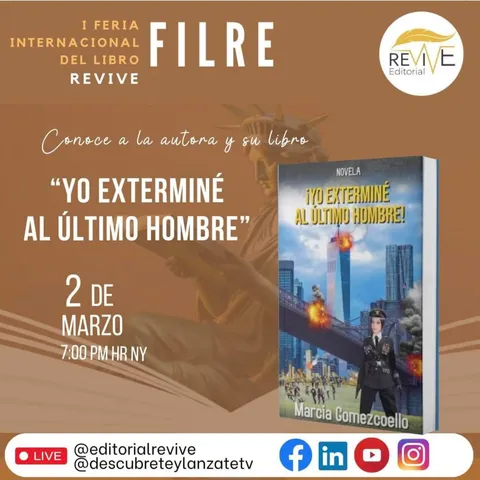 I FERIA
INTERNACIONAL
DEL LIBRO
REVIVE
FILRE
REVIVE
Editorial
Conoce a la autora y su libro
“YO EXTERMINÉ
AL ÚLTIMO HOMBRE”
2 DE
MARZO
7:00 PM HR NY
NOVELA
¡YO EXTERMINÉ
AL ÚLTIMO HOMBRE!
Marcia Gomezcoello
LIVE
@editorialrevive
@descubreteylanzatetv